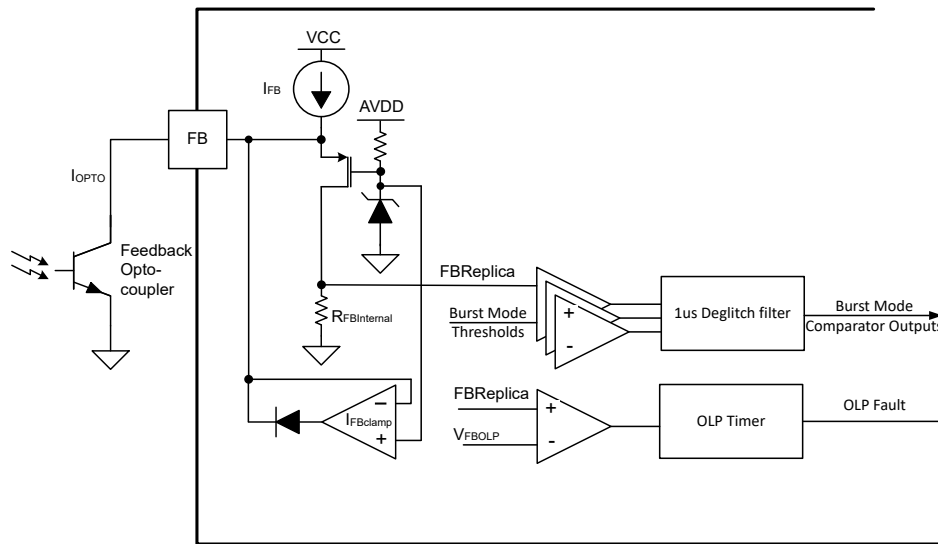 VCC
IFB
AVDD
FB
IOPTO
Feedback
Opto-
coupler
FBReplica
RFBInternal
Burst Mode
Thresholds
+
-
1us Deglitch filter
Burst Mode
Comparator Outputs
IFBclamp
−
+
FBReplica
VFBOLP
+
-
OLP Timer
OLP Fault